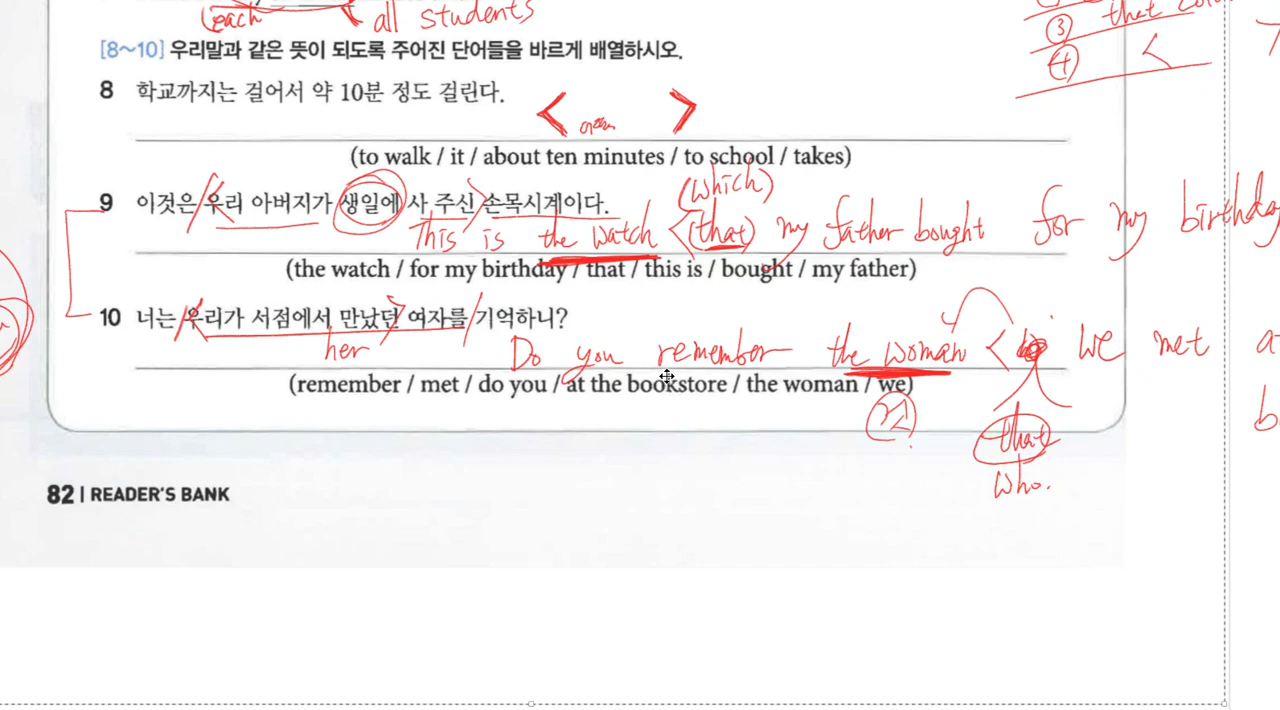 each all students
③ that
④ <
[8~10] 우리말과 같은 뜻이 되도록 주어진 단어들을 바르게 배열하시오.
8 학교까지는 걸어서 약 10분 정도 걸린다.
< >
(to walk / it / about ten minutes / to school / takes)
(which)
9 이것은 우리 아버지가 생일에 사 주신 손목시계이다.
This is the watch < (that) my father bought for my birthday
(the watch / for my birthday / that / this is / bought / my father)
10 너는 우리가 서점에서 만났던 여자를 기억하니?
her
Do you remember the woman < we met
(remember / met / do you / at the bookstore / the woman / we)
that
who.
82 | READER'S BANK